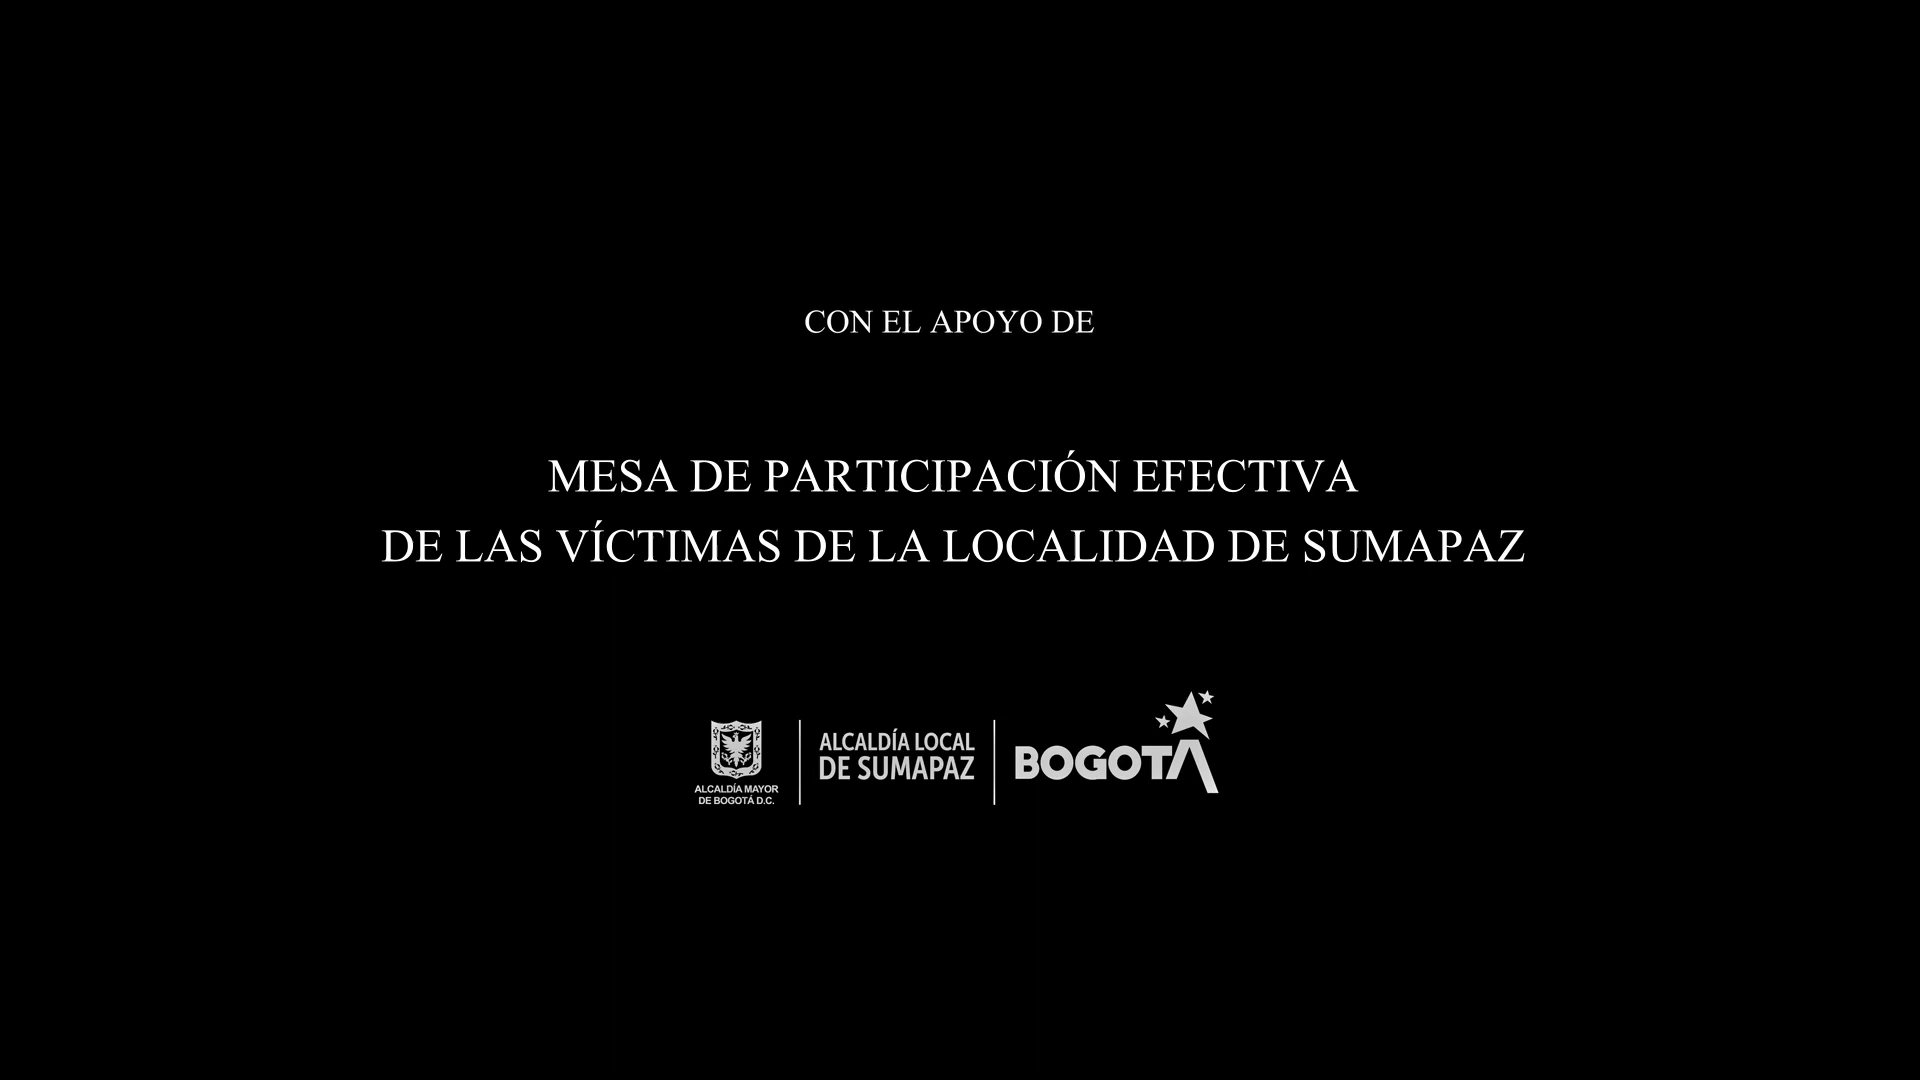 CON EL APOYO DE
MESA DE PARTICIPACIÓN EFECTIVA
DE LAS VÍCTIMAS DE LA LOCALIDAD DE SUMAPAZ
ALCALDÍA MAYOR
DE BOGOTÁ D.C.
ALCALDÍA LOCAL
DE SUMAPAZ
BOGOTÁ